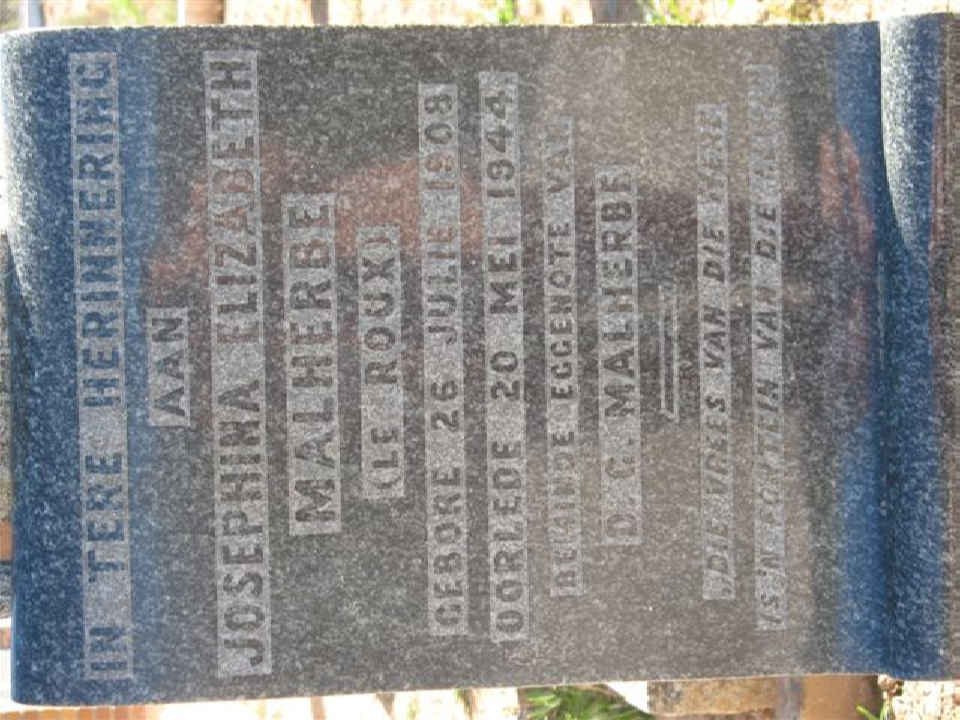 IN TERE HERINNERING
AAN
JOSEPHINA ELIZABETH
MALHERBE
(LE ROUX)
GEBORE 26 JULIE 1908
OORLEDE 20 MEI 1944
EGGENOTE VAN
D. G. MALHERBE
„DIE VREES VAN DIE HERE
IS 'N FONTEIN VAN DIE LEWE"